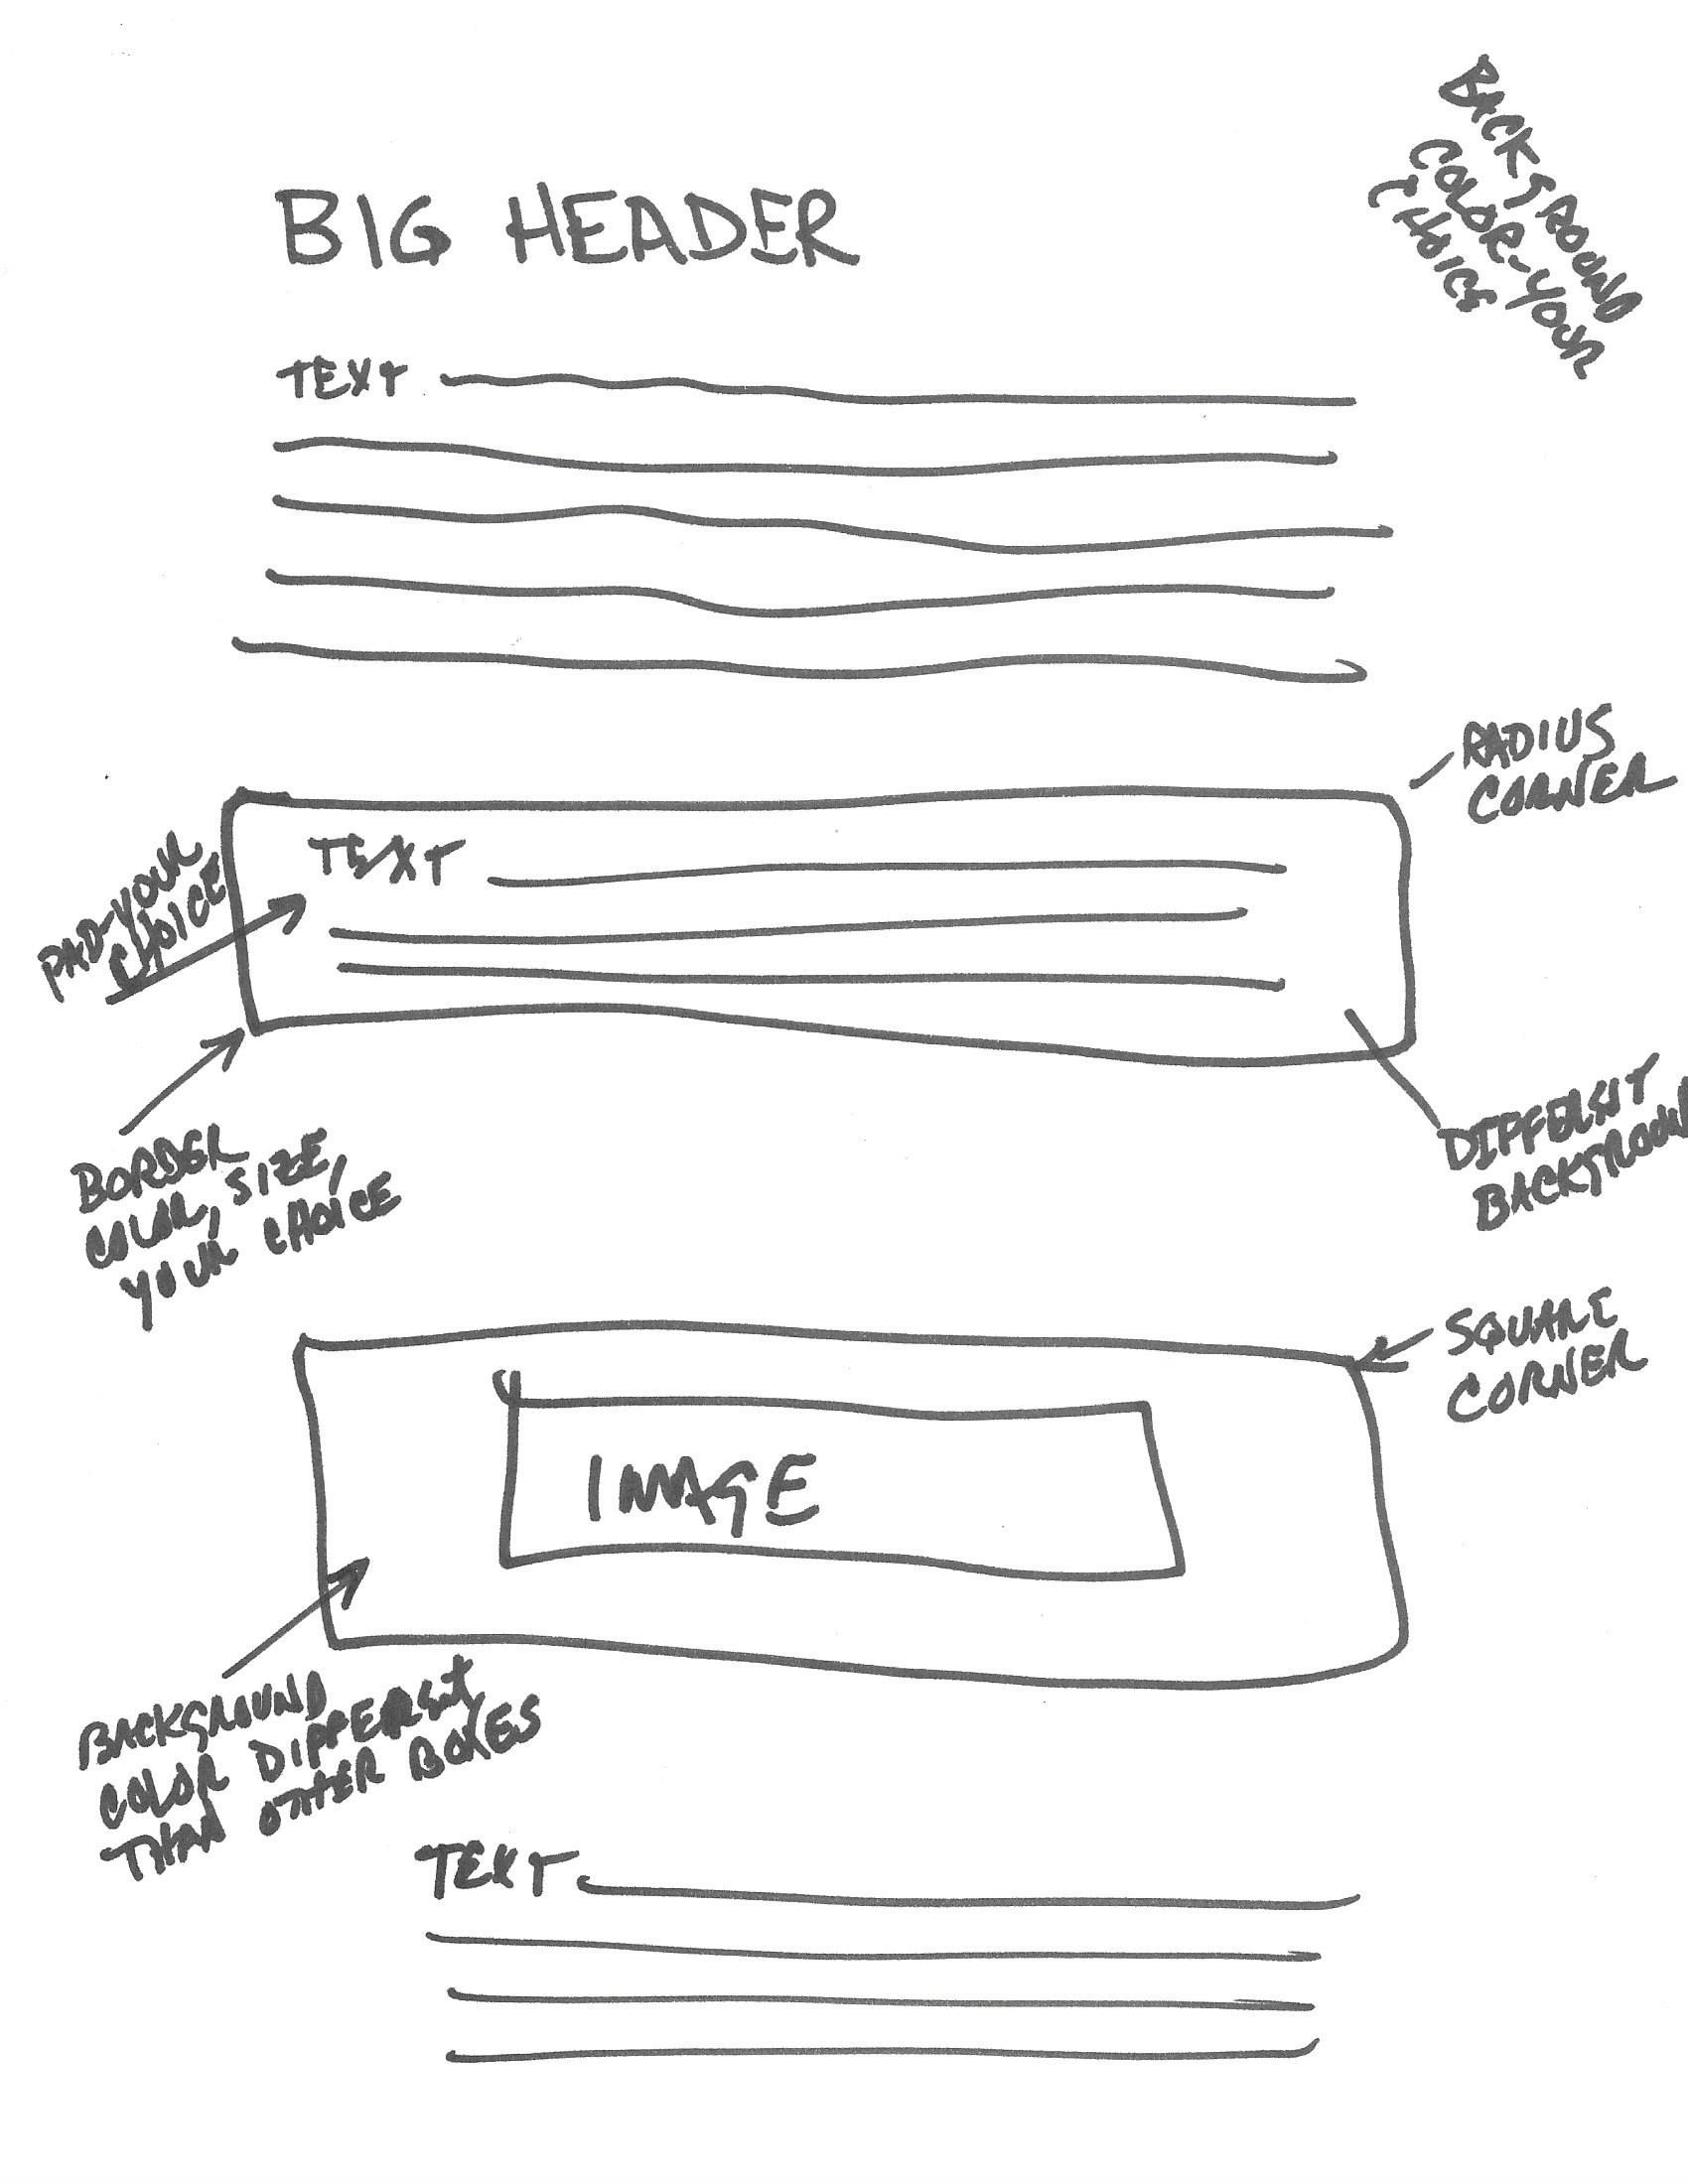 BACKGROUND
COLOR-YOUR
CHOICE
BIG HEADER
TEXT
RADIUS
CORNER
TEXT
PAD-YOUR
CHOICE
BORDER
COLOR, SIZE,
YOUR CHOICE
DIFFERENT
BACKGROUND
SQUARE
CORNER
IMAGE
BACKGROUND
COLOR DIFFERENT
THAN OTHER BOXES
TEXT